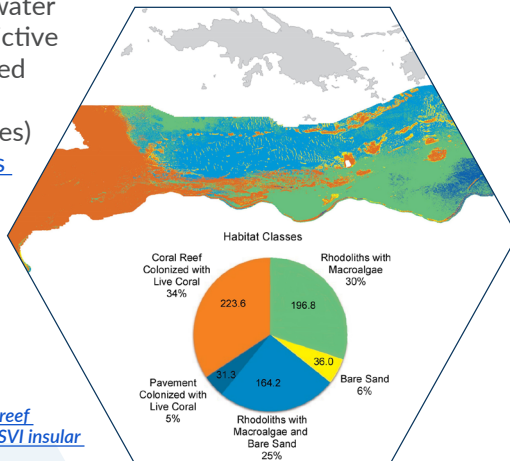 water
ictive
ed
es)
s
Habitat Classes
Coral Reef
Colonized with
Live Coral
34%
Rhodoliths with
Macroalgae
30%
223.6
196.8
36.0
31.3
164.2
Bare Sand
6%
Pavement
Colonized with
Live Coral
5%
Rhodoliths with
Macroalgae and
Bare Sand
25%
reef
SVI insular